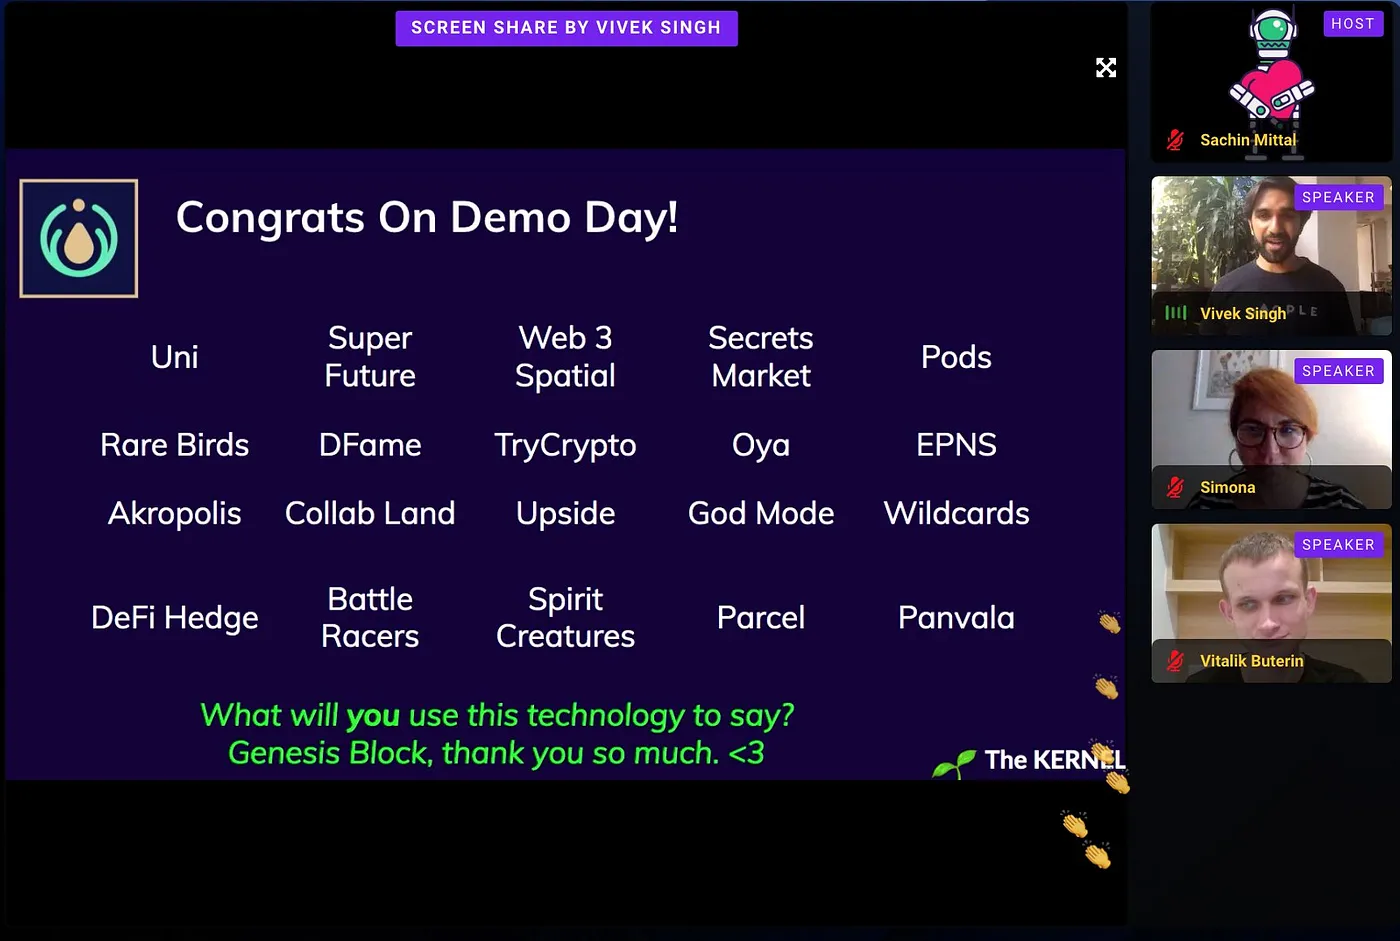 SCREEN SHARE BY VIVEK SINGH
Congrats On Demo Day!
Uni
Super
Future
Web 3
Spatial
Secrets
Market
Pods
Rare Birds
DFame
TryCrypto
Oya
EPNS
Akropolis
Collab Land
Upside
God Mode
Wildcards
DeFi Hedge
Battle
Racers
Spirit
Creatures
Parcel
Panvala
What will you use this technology to say?
Genesis Block, thank you so much. <3
The KERNEL
HOST
Sachin Mittal
SPEAKER
Vivek Singh
SPEAKER
Simona
SPEAKER
Vitalik Buterin